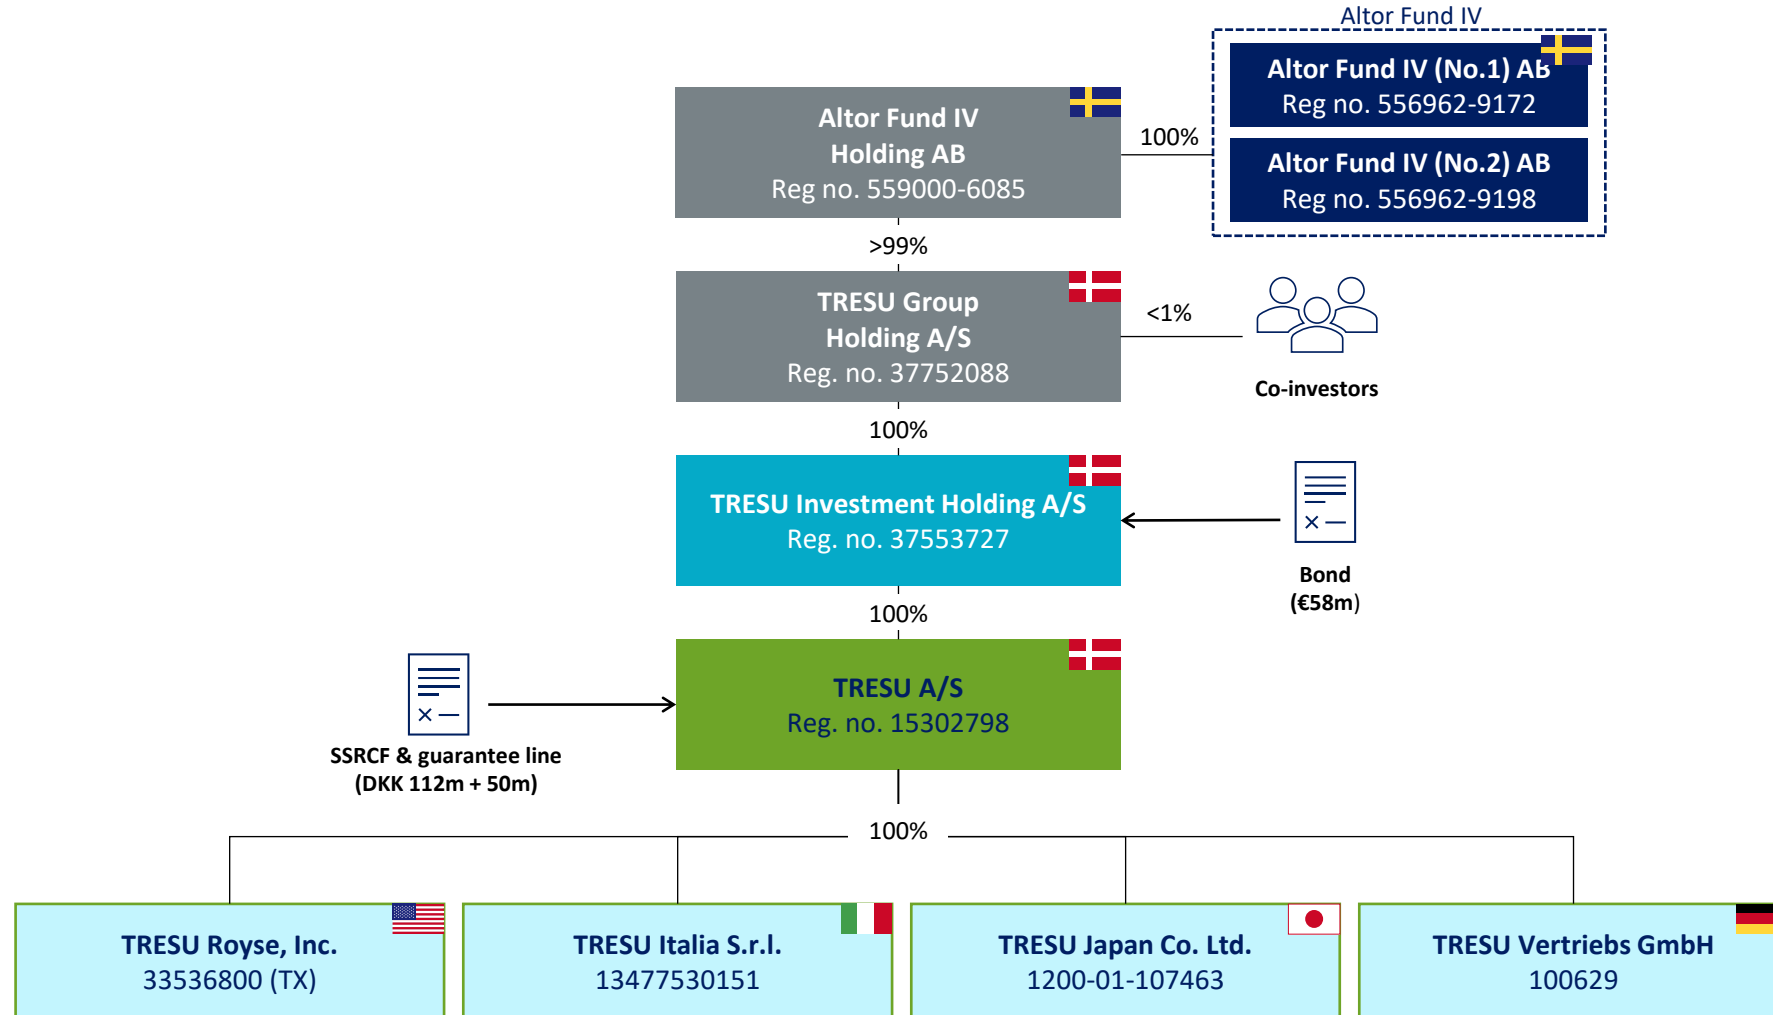 Altor Fund IV
Altor Fund IV (No.1) AB
Reg no. 556962-9172
Altor Fund IV (No.2) AB
Reg no. 556962-9198
Altor Fund IV
Holding AB
Reg no. 559000-6085
100%
>99%
TRESU Group
Holding A/S
Reg. no. 37752088
<1%
Co-investors
100%
TRESU Investment Holding A/S
Reg. no. 37553727
Bond
(€58m)
100%
TRESU A/S
Reg. no. 15302798
SSRCF & guarantee line
(DKK 112m + 50m)
100%
TRESU Royse, Inc.
33536800 (TX)
TRESU Italia S.r.l.
13477530151
TRESU Japan Co. Ltd.
1200-01-107463
TRESU Vertriebs GmbH
100629